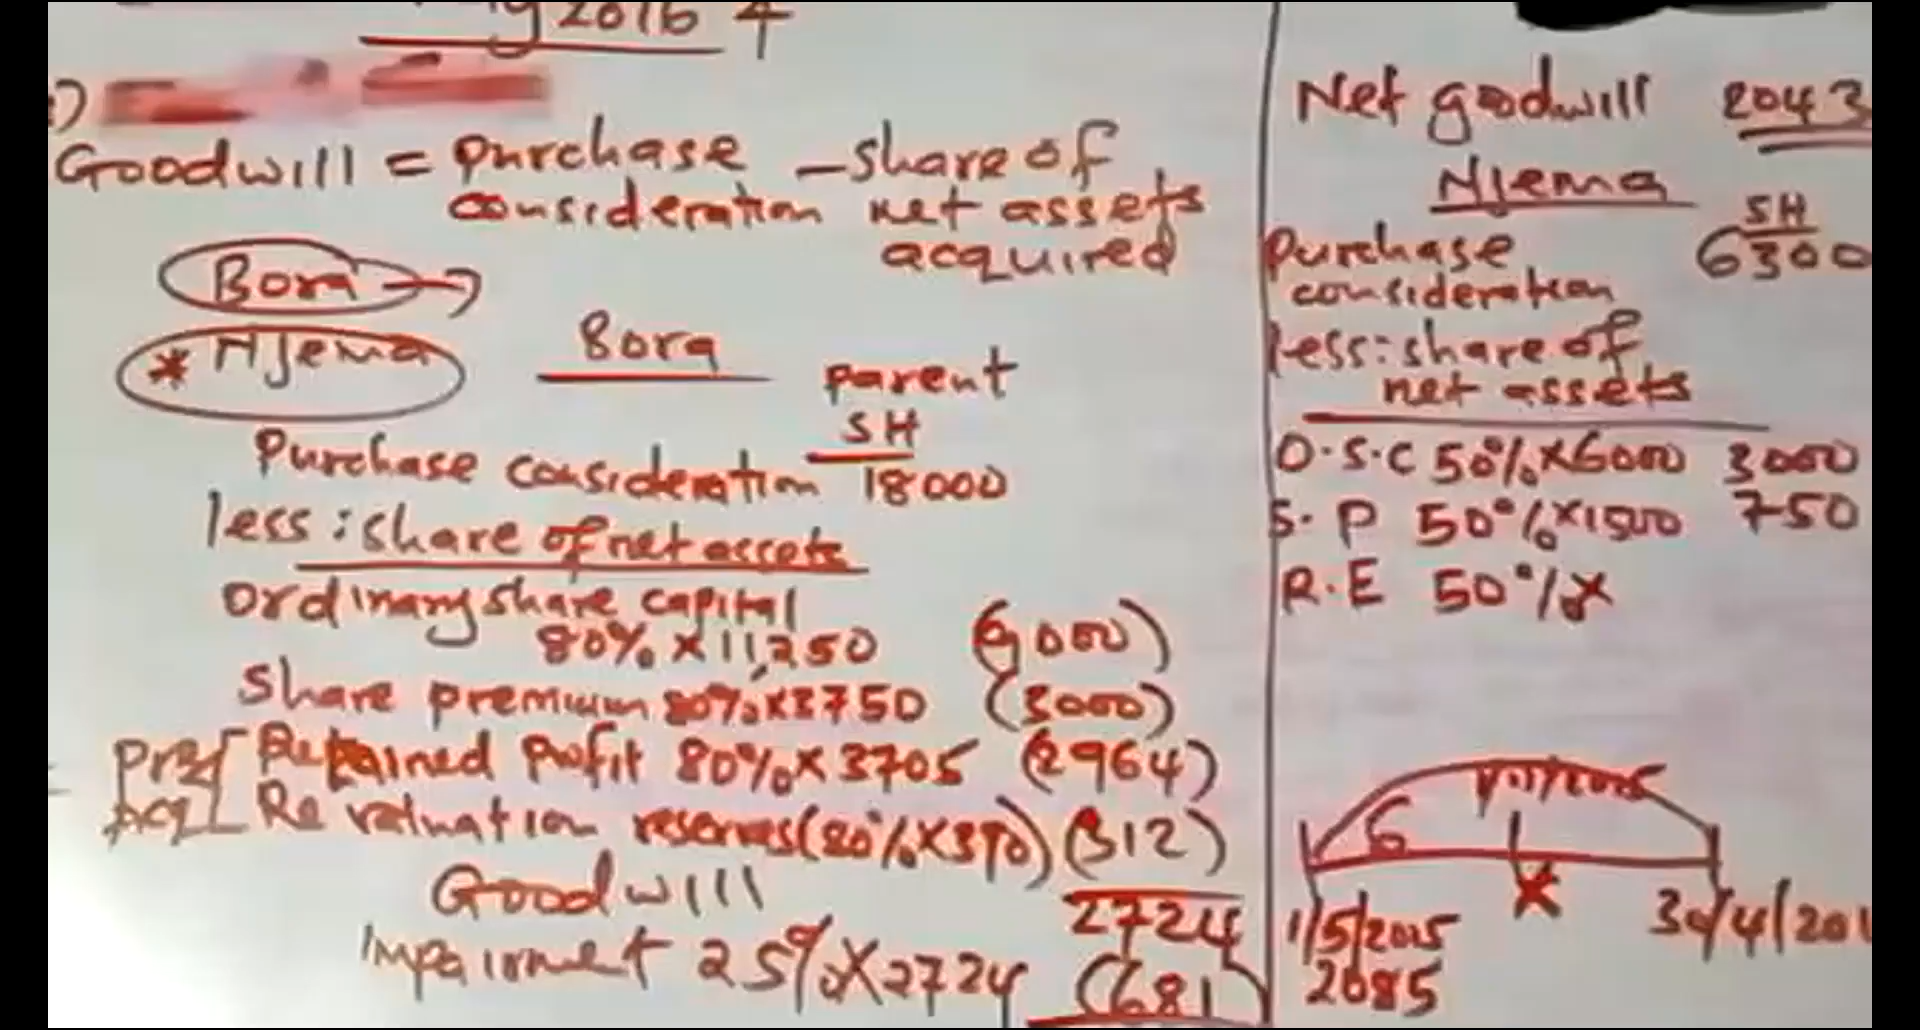 2016 4
Goodwill = purchase consideration - share of net assets acquired
Bora →
* Njema
Bora
parent
SH
Purchase consideration 18000
less: share of net assets
ordinary share capital
80% x 11,250 (9000)
Share premium 80% x 3750 (3000)
Pre Acq [ Retained Profit 80% x 3705 (2964)
Revaluation reserves (80% x 390) (312)
Goodwill 2724
Impairment 25% x 2724 (681)
Net goodwill 2043
Njema
SH
Purchase consideration 6300
less: share of net assets
O.S.C 50% x 6000 3000
S.P 50% x 1500 750
R.E 50% x
6 1/11/2015
x
1/5/2015
2085
30/4/201